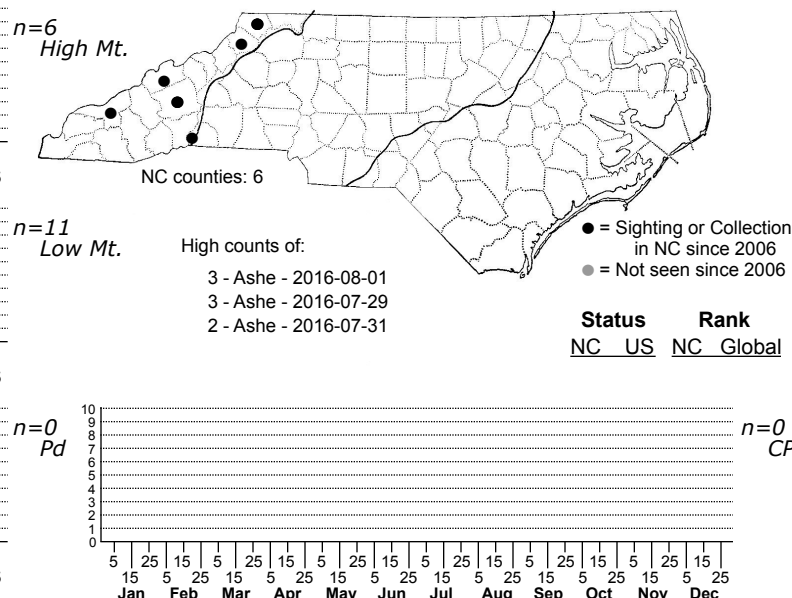 n=6
High Mt.
NC counties: 6
n=11
Low Mt.
High counts of:
3 - Ashe - 2016-08-01
3 - Ashe - 2016-07-29
2 - Ashe - 2016-07-31
= Sighting or Collection
in NC since 2006
= Not seen since 2006
Status Rank
NC US NC Global
n=0
Pd
10
9
8
7
6
5
4
3
2
1
0
n=0
CP
5 25 15 5 25 15 5 25 15 5 25 15 5 25 15 5 25 15
15 5 25 15 5 25 15 5 25 15 5 25 15 5 25 15 5 25
Jan Feb Mar Apr May Jun Jul Aug Sep Oct Nov Dec